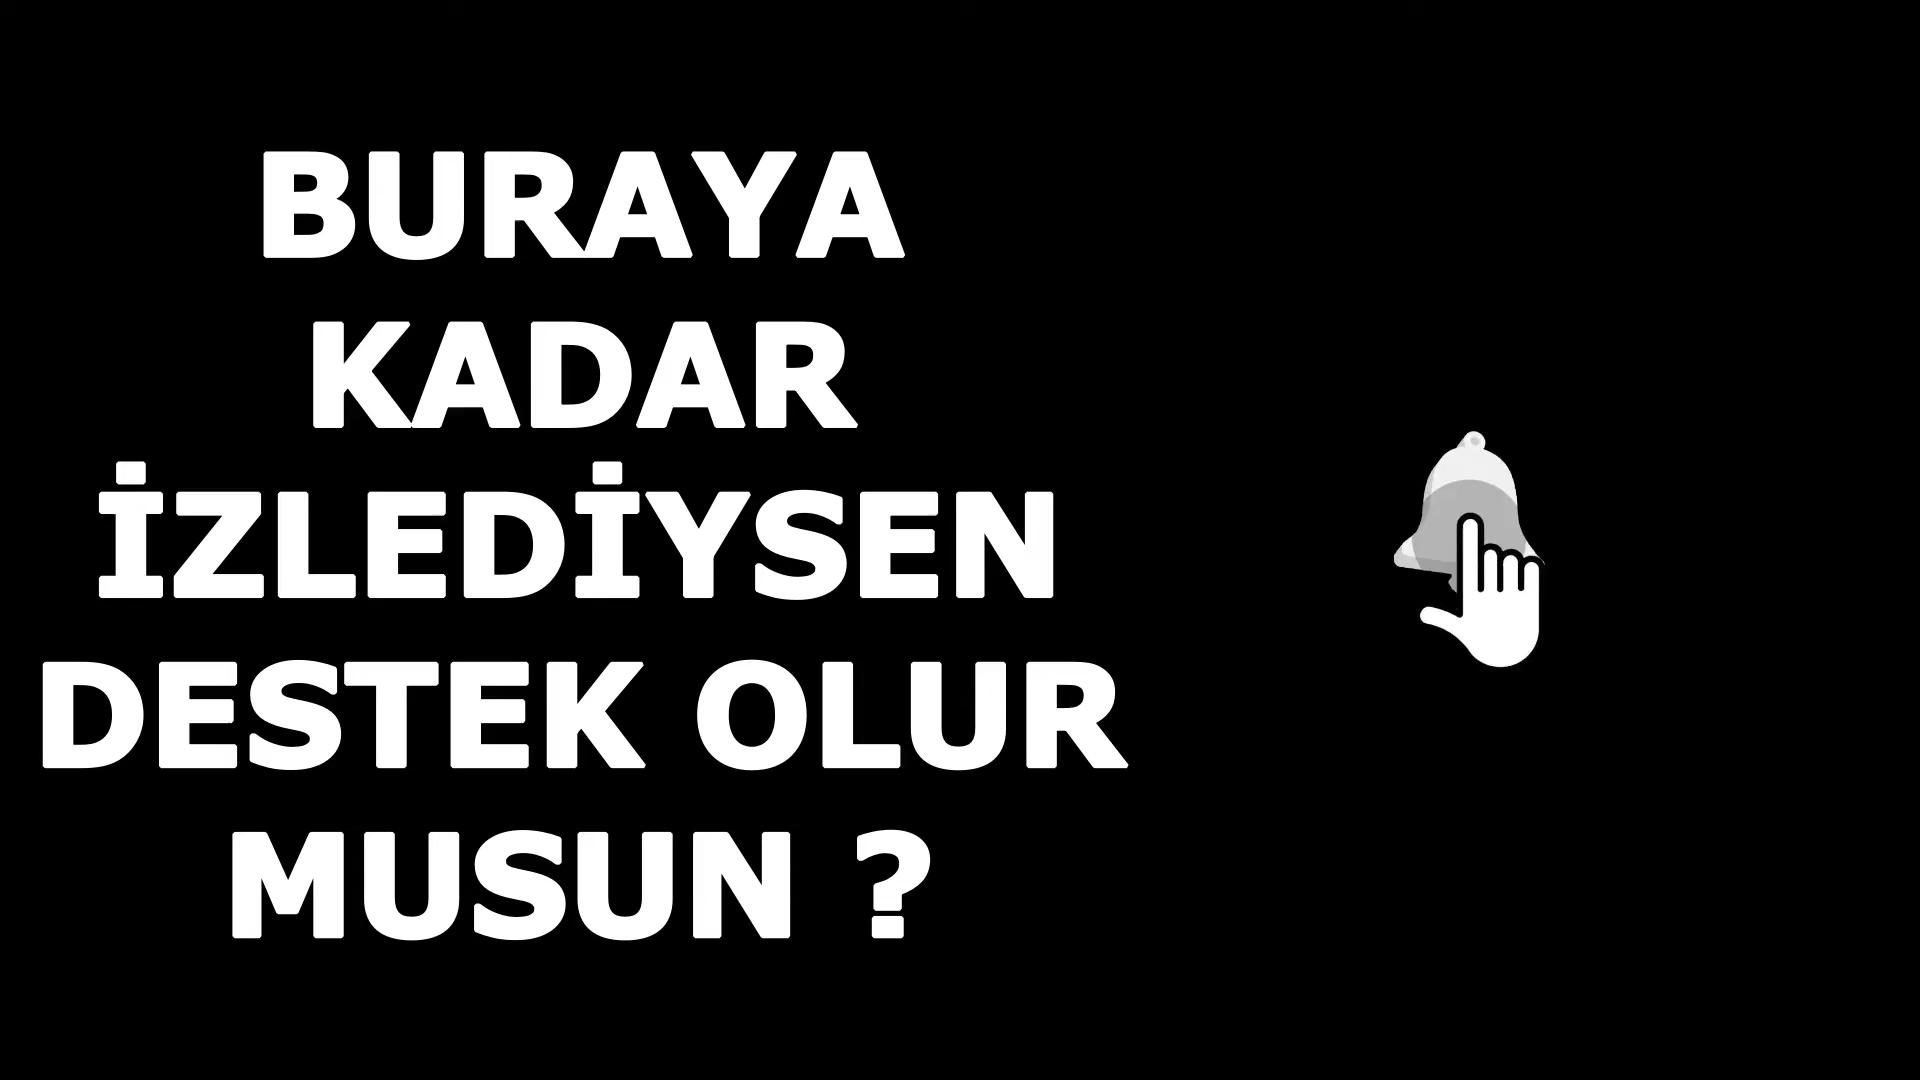 BURAYA
KADAR
İZLEDİYSEN
DESTEK OLUR
MUSUN ?